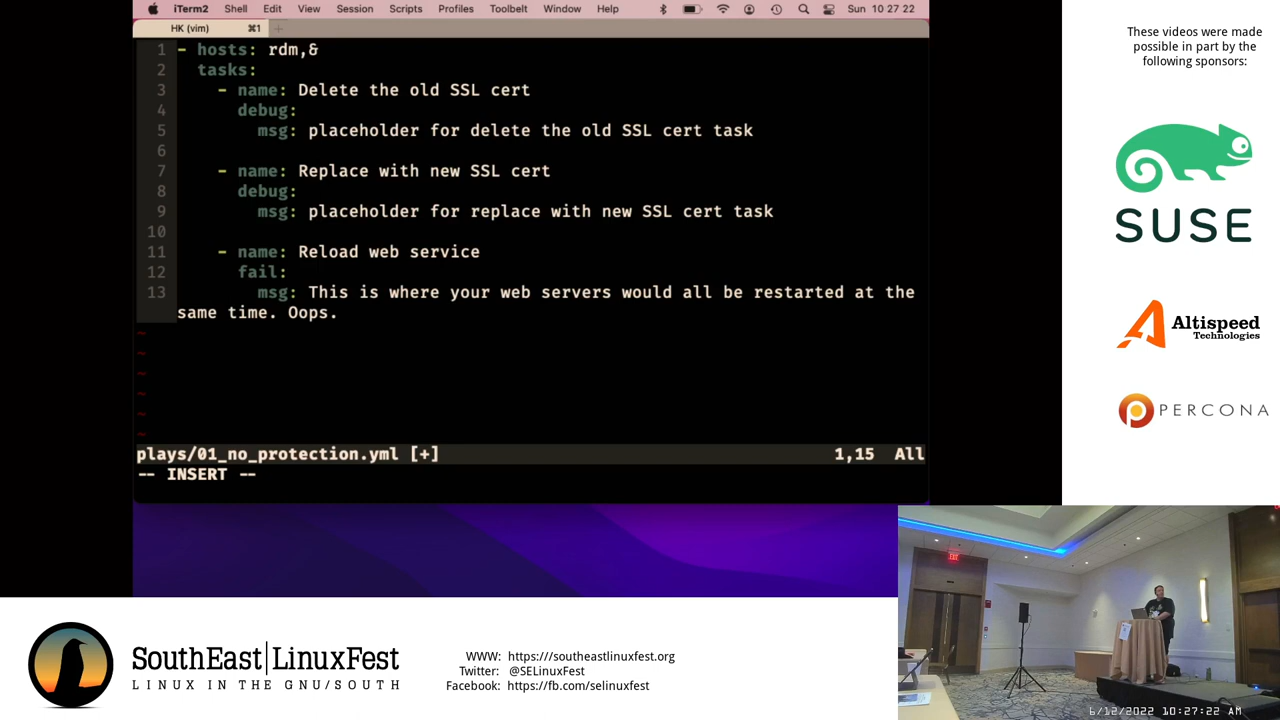 iTerm2 Shell Edit View Session Scripts Profiles Toolbelt Window Help Sun 10:27 22
HK (vim) ⌘1 +
1 - hosts: rdm,&
2 tasks:
3 - name: Delete the old SSL cert
4 debug:
5 msg: placeholder for delete the old SSL cert task
6
7 - name: Replace with new SSL cert
8 debug:
9 msg: placeholder for replace with new SSL cert task
10
11 - name: Reload web service
12 fail:
13 msg: This is where your web servers would all be restarted at the
same time. Oops.
~
~
~
~
~
~
plays/01_no_protection.yml [+] 1,15 All
-- INSERT --
These videos were made
possible in part by the
following sponsors:
SUSE
Altispeed
Technologies
PERCONA
SouthEast LinuxFest
LINUX IN THE GNU/SOUTH
WWW: https:///southeastlinuxfest.org
Twitter: @SELinuxFest
Facebook: https://fb.com/selinuxfest
6/12/2022 10:27:22 AM